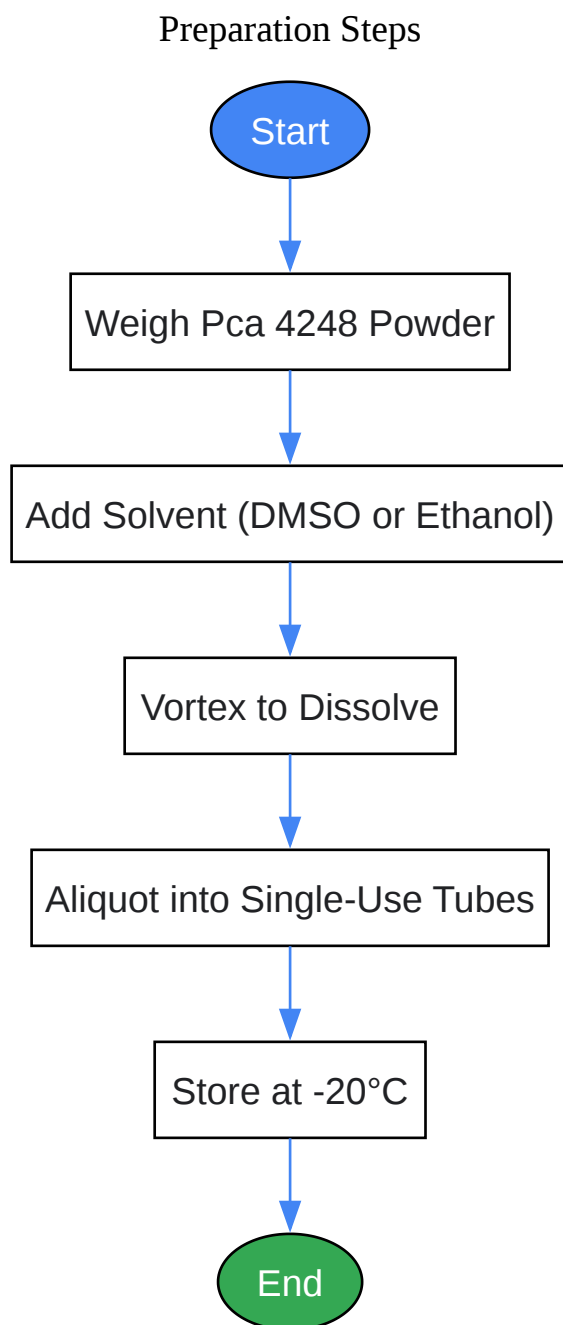 Preparation Steps
Start
Weigh Pca 4248 Powder
Add Solvent (DMSO or Ethanol)
Vortex to Dissolve
Aliquot into Single-Use Tubes
Store at -20°C
End